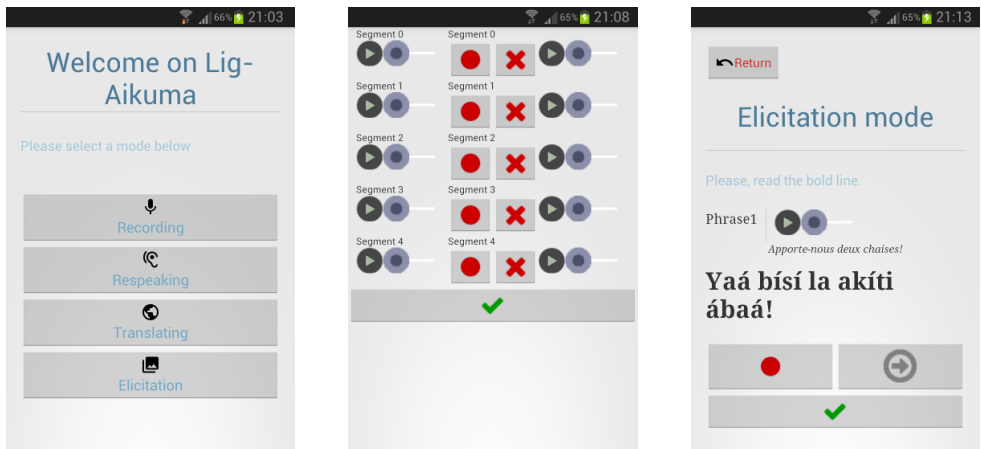 66% 21:03
Welcome on Lig-
Aikuma
Please select a mode below
Recording
Respeaking
Translating
Elicitation
65% 21:08
Segment 0 Segment 0
Segment 1 Segment 1
Segment 2 Segment 2
Segment 3 Segment 3
Segment 4 Segment 4
65% 21:13
Return
Elicitation mode
Please, read the bold line.
Phrase1
Apporte-nous deux chaises!
Yaá bísí la akíti
ábaá!